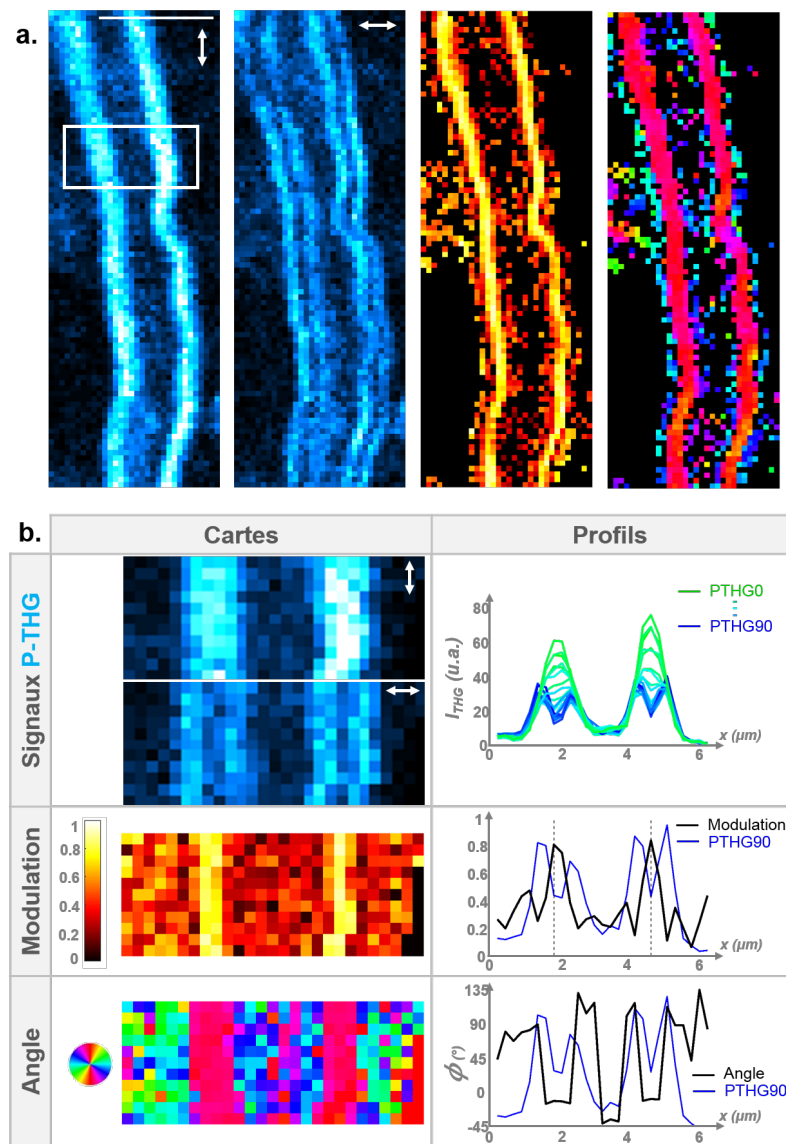 a.
b.
Cartes
Profils
Signaux P-THG
PTHG0
PTHG90
I_THG (u.a.)
80
60
40
20
0
0
2
4
6
x (µm)
Modulation
1
0.8
0.6
0.4
0.2
0
Modulation
PTHG90
1
0.8
0.6
0.4
0.2
0
0
2
4
6
x (µm)
Angle
135
90
45
0
-45
ϕ (°)
Angle
PTHG90
0
2
4
6
x (µm)